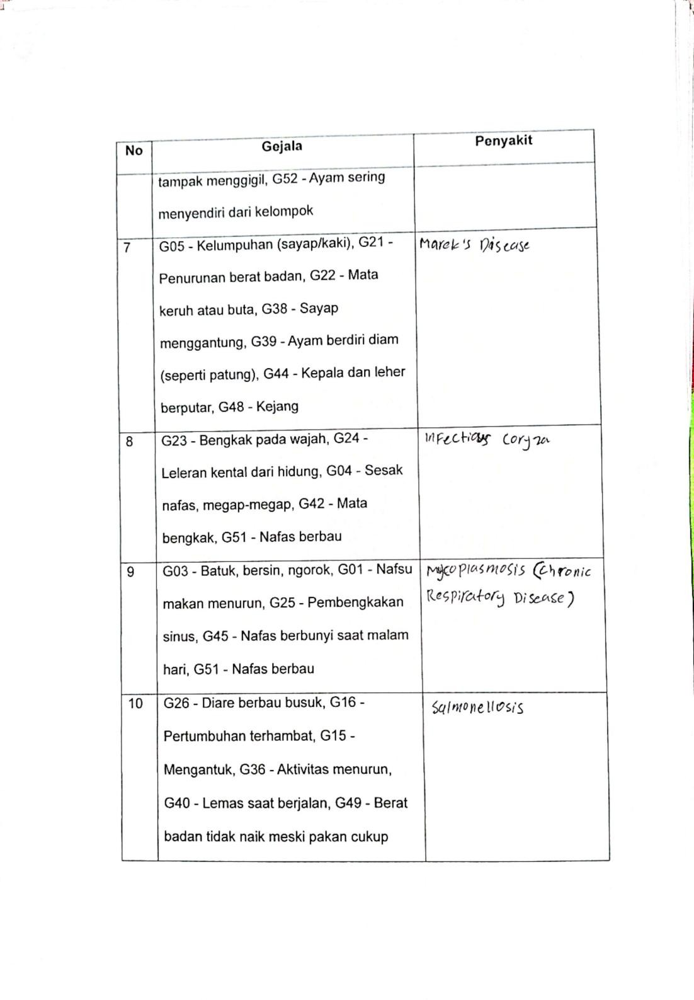 No Gejala Penyakit
tampak menggigil, G52 - Ayam sering
menyendiri dari kelompok
7 G05 - Kelumpuhan (sayap/kaki), G21 - Marek's Disease
Penurunan berat badan, G22 - Mata
keruh atau buta, G38 - Sayap
menggantung, G39 - Ayam berdiri diam
(seperti patung), G44 - Kepala dan leher
berputar, G48 - Kejang
8 G23 - Bengkak pada wajah, G24 - Infectious Coryza
Leleran kental dari hidung, G04 - Sesak
nafas, megap-megap, G42 - Mata
bengkak, G51 - Nafas berbau
9 G03 - Batuk, bersin, ngorok, G01 - Nafsu Mycoplasmosis (Chronic
makan menurun, G25 - Pembengkakan Respiratory Disease)
sinus, G45 - Nafas berbunyi saat malam
hari, G51 - Nafas berbau
10 G26 - Diare berbau busuk, G16 - Salmonellosis
Pertumbuhan terhambat, G15 -
Mengantuk, G36 - Aktivitas menurun,
G40 - Lemas saat berjalan, G49 - Berat
badan tidak naik meski pakan cukup